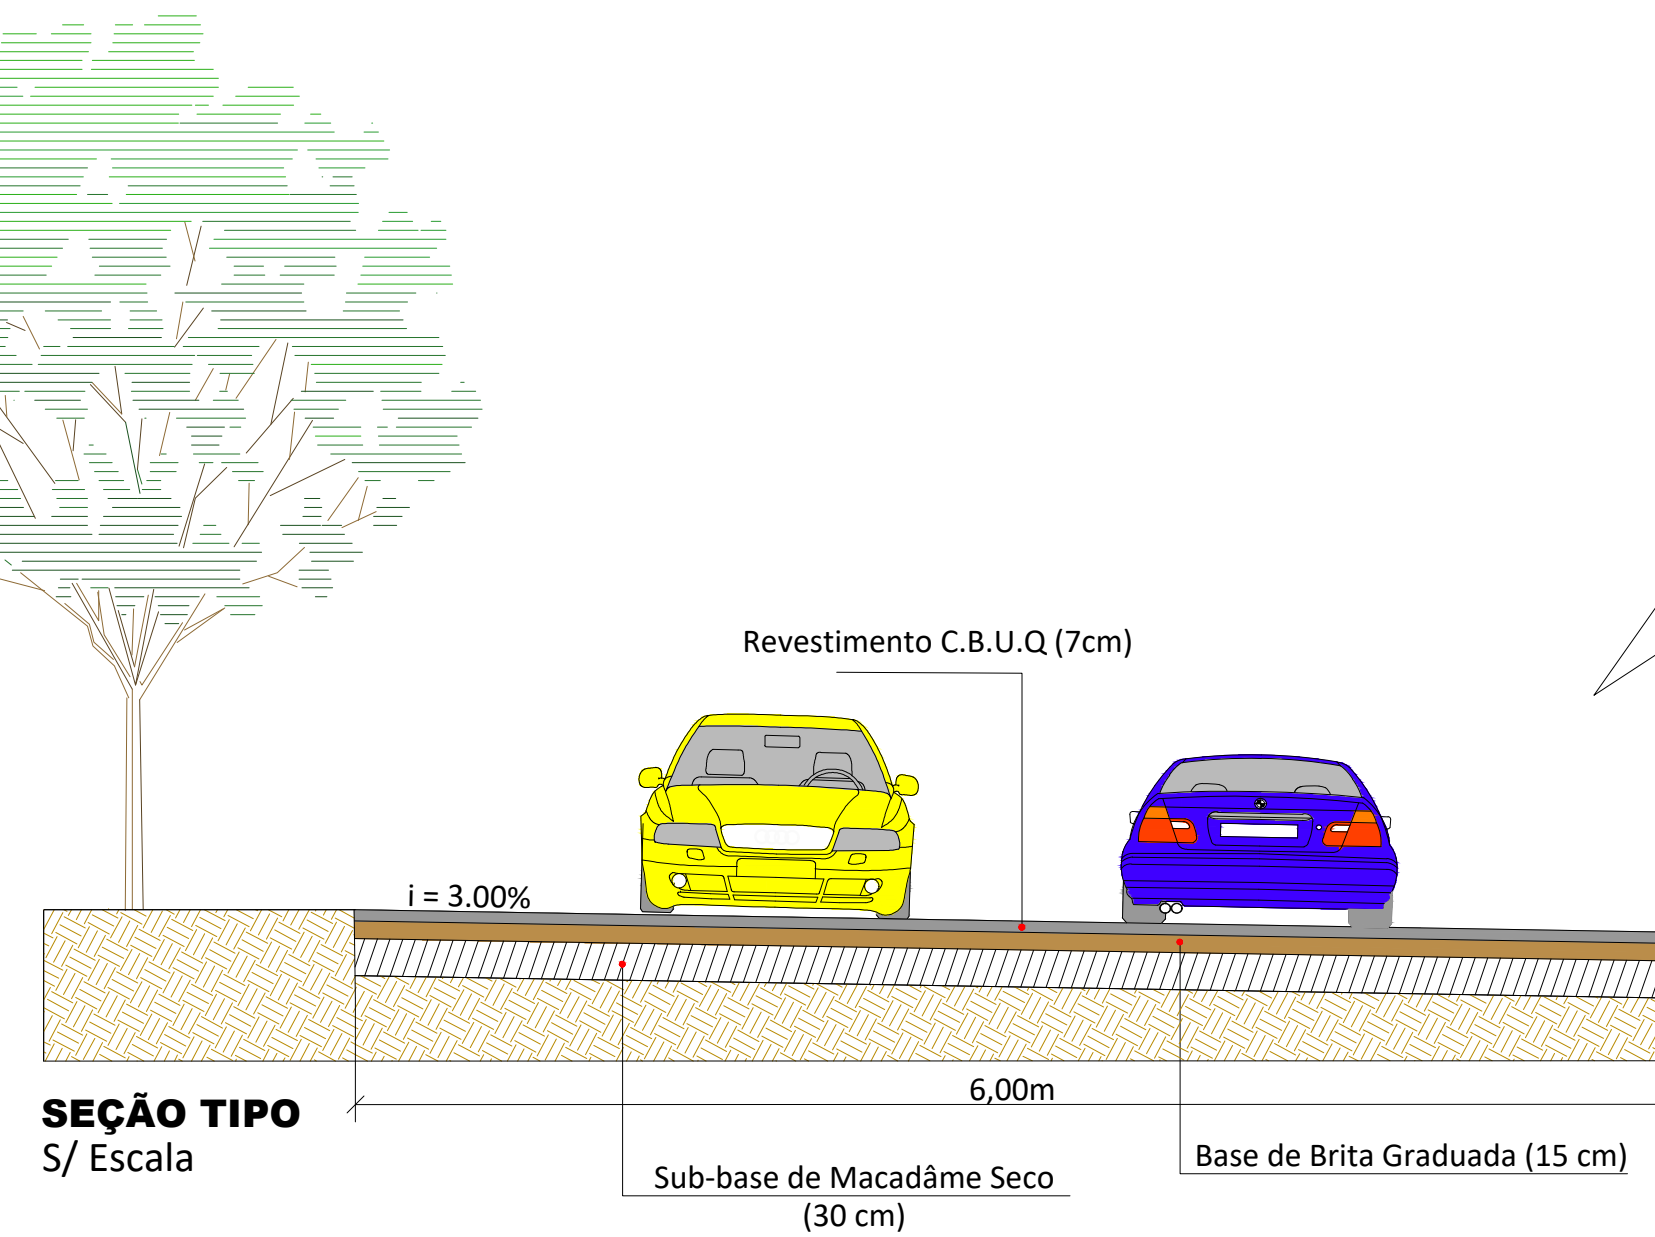 Revestimento C.B.U.Q (7cm)
i = 3.00%
6,00m
SEÇÃO TIPO
S/ Escala
Base de Brita Graduada (15 cm)
Sub-base de Macadâme Seco
(30 cm)